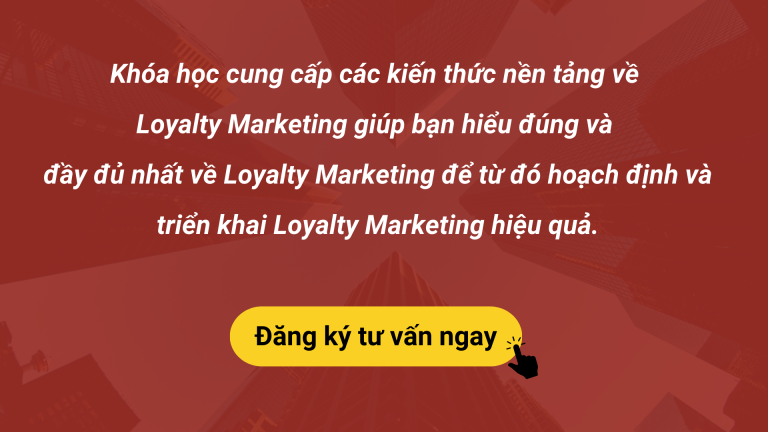 Khóa học cung cấp các kiến thức nền tảng về
Loyalty Marketing giúp bạn hiểu đúng và
đầy đủ nhất về Loyalty Marketing để từ đó hoạch định và
triển khai Loyalty Marketing hiệu quả.
Đăng ký tư vấn ngay